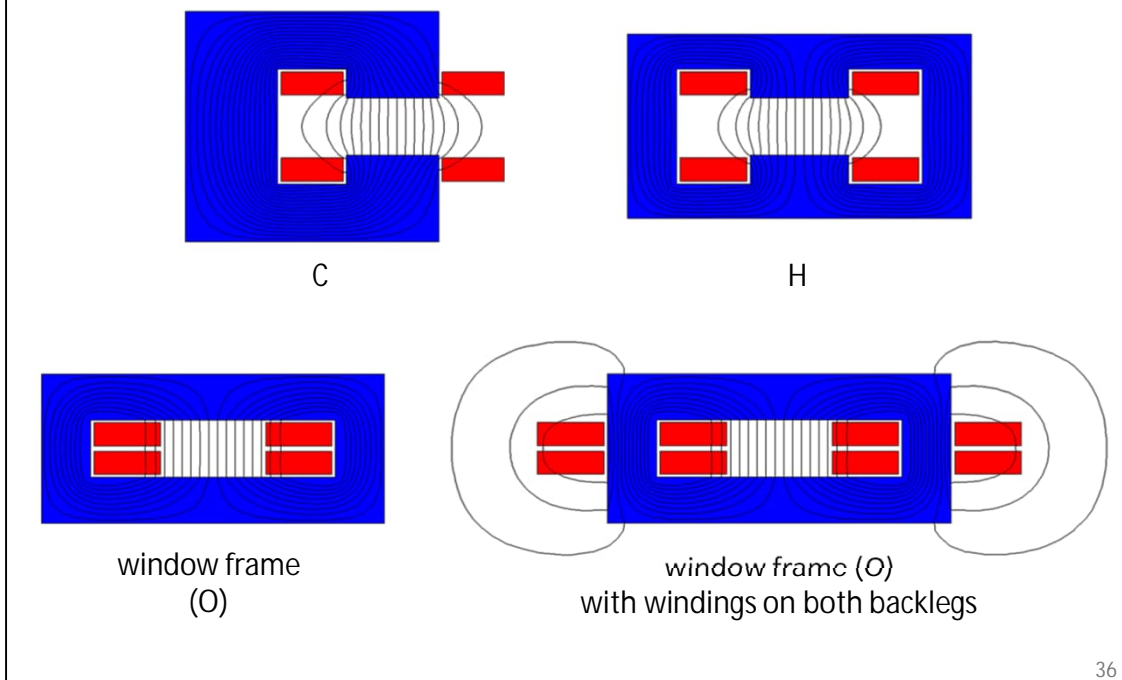 C
H
window frame
(O)
window frame (O)
with windings on both backlegs
36